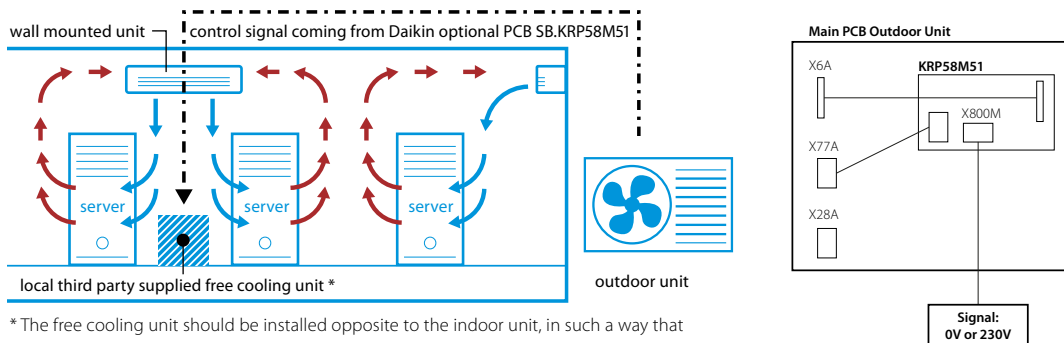 wall mounted unit
control signal coming from Daikin optional PCB SB.KRP58M51
server
server
server
local third party supplied free cooling unit *
outdoor unit
* The free cooling unit should be installed opposite to the indoor unit, in such a way that
Main PCB Outdoor Unit
X6A
KRP58M51
X800M
X77A
X28A
Signal:
0V or 230V